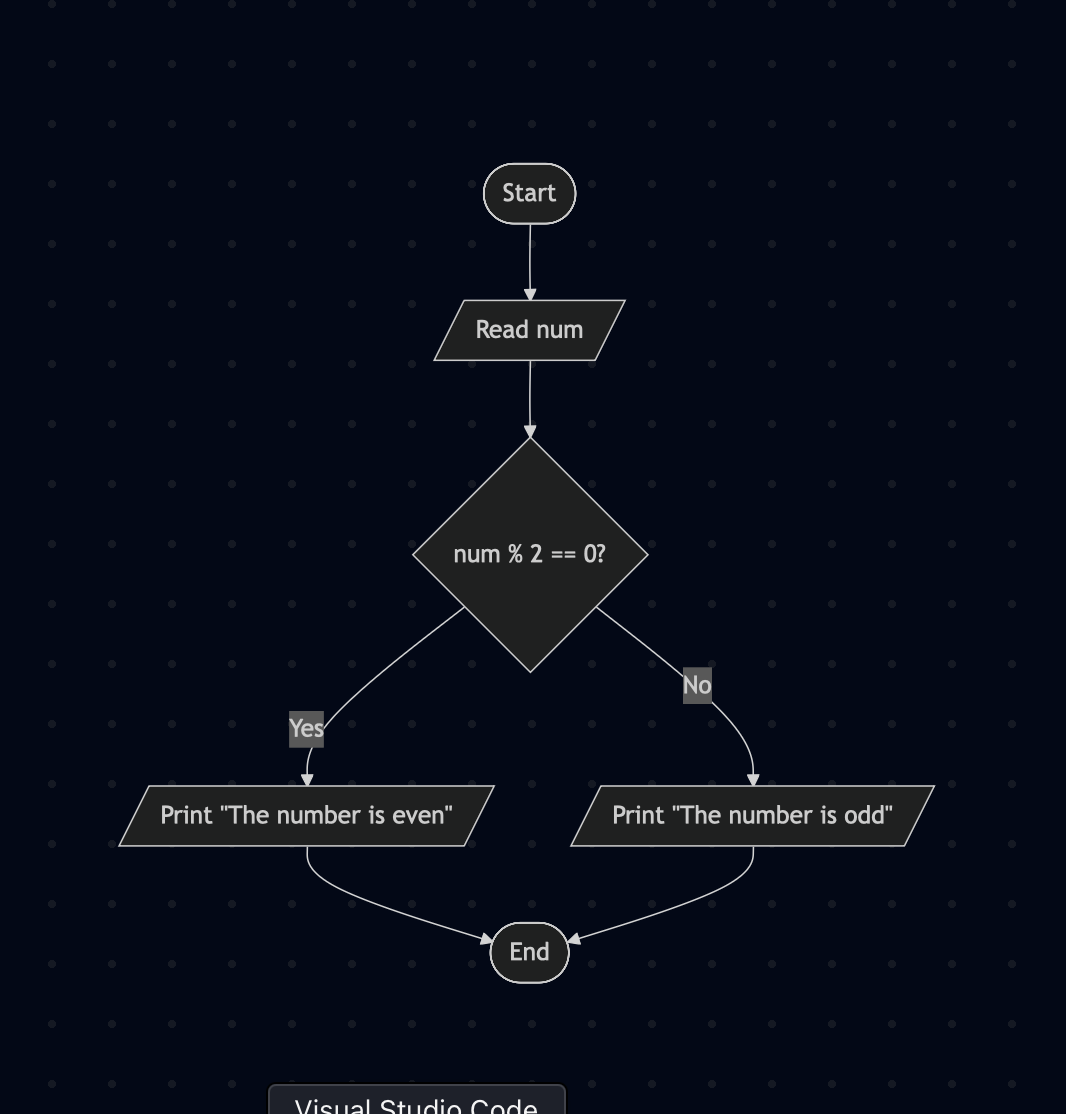 Start
Read num
num % 2 == 0?
No
Yes
Print "The number is even"
Print "The number is odd"
End
Visual Studio Code